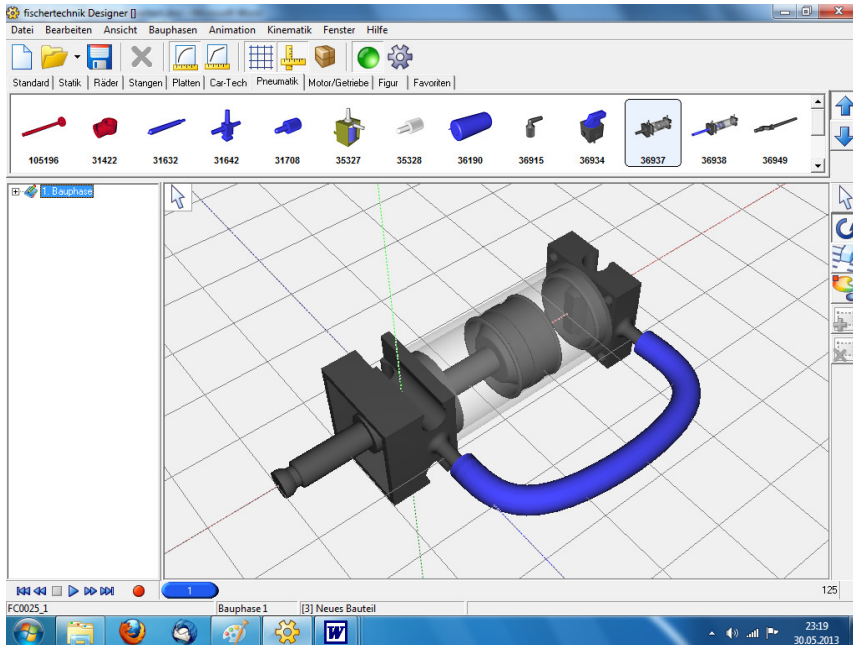 fischertechnik Designer []
Datei Bearbeiten Ansicht Bauphasen Animation Kinematik Fenster Hilfe
Standard Statik Räder Stangen Platten Car-Tech Pneumatik Motor/Getriebe Figur Favoriten
105196 31422 31632 31642 31708 35327 35328 36190 36915 36934 36937 36938 36949
1. Bauphase
1 125
FC0025_1 Bauphase 1 [3] Neues Bauteil
W 23:19
30.05.2013